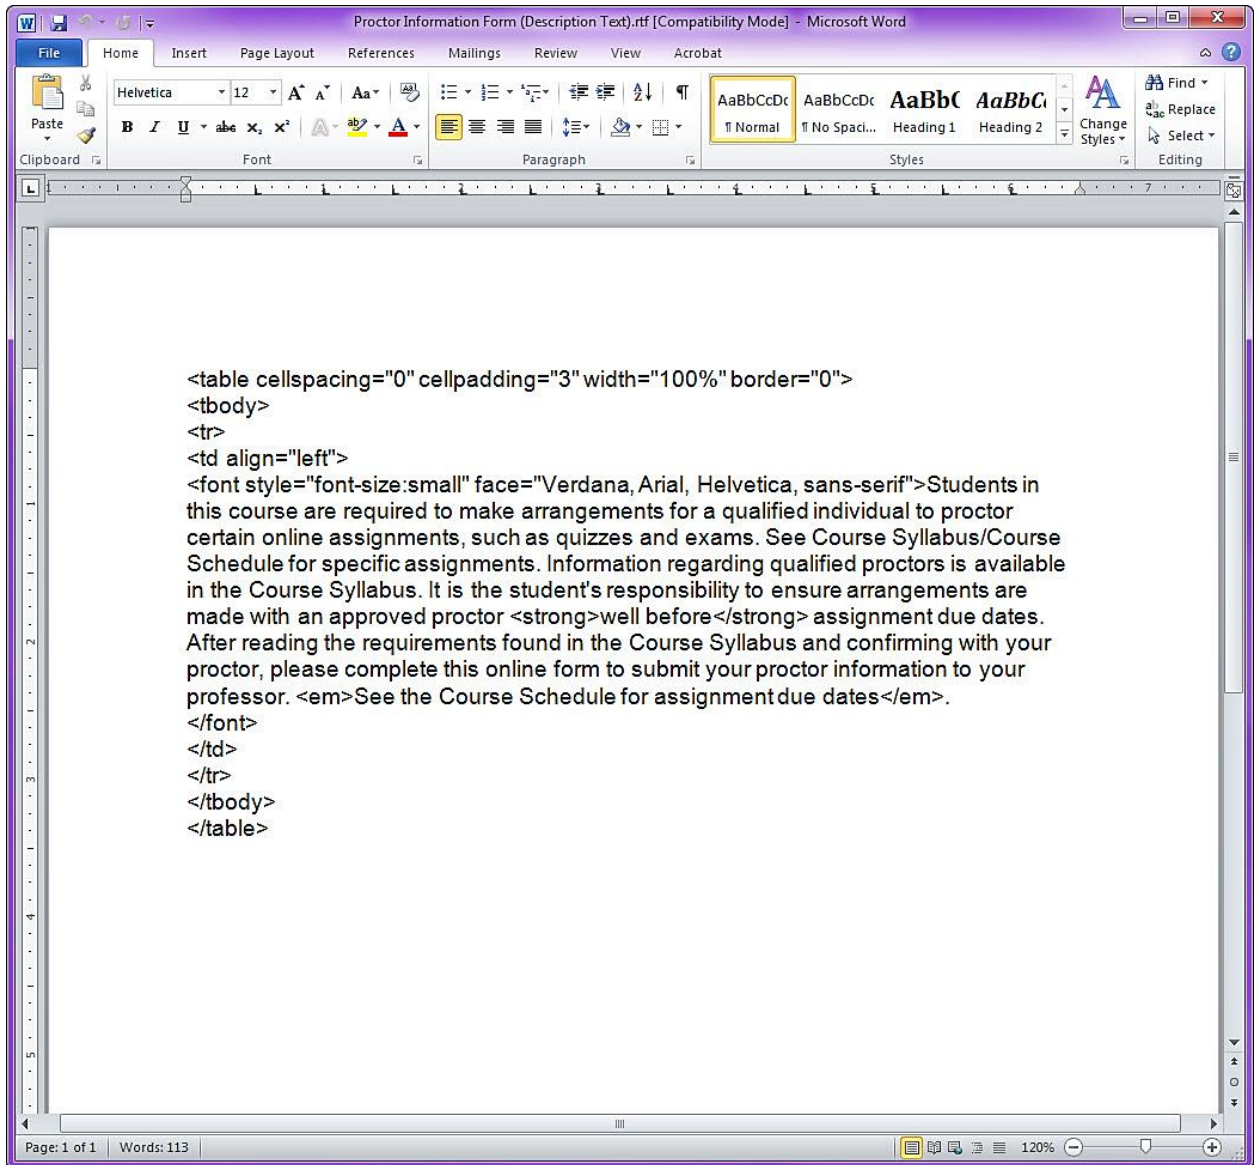 Proctor Information Form (Description Text).rtf [Compatibility Mode] - Microsoft Word
File Home Insert Page Layout References Mailings Review View Acrobat
Helvetica 12 Find
Paste AaBbCcDc AaBbCcDc AaBbC AaBbCc Replace
B I U abc ¶ Normal ¶ No Spaci... Heading 1 Heading 2 Change Styles Select
Clipboard Font Paragraph Styles Editing
<table cellspacing="0" cellpadding="3" width="100%" border="0">
<tbody>
<tr>
<td align="left">
<font style="font-size:small" face="Verdana, Arial, Helvetica, sans-serif">Students in
this course are required to make arrangements for a qualified individual to proctor
certain online assignments, such as quizzes and exams. See Course Syllabus/Course
Schedule for specific assignments. Information regarding qualified proctors is available
in the Course Syllabus. It is the student's responsibility to ensure arrangements are
made with an approved proctor <strong>well before</strong> assignment due dates.
After reading the requirements found in the Course Syllabus and confirming with your
proctor, please complete this online form to submit your proctor information to your
professor. <em>See the Course Schedule for assignment due dates</em>.
</font>
</td>
</tr>
</tbody>
</table>
Page: 1 of 1 Words: 113 120%